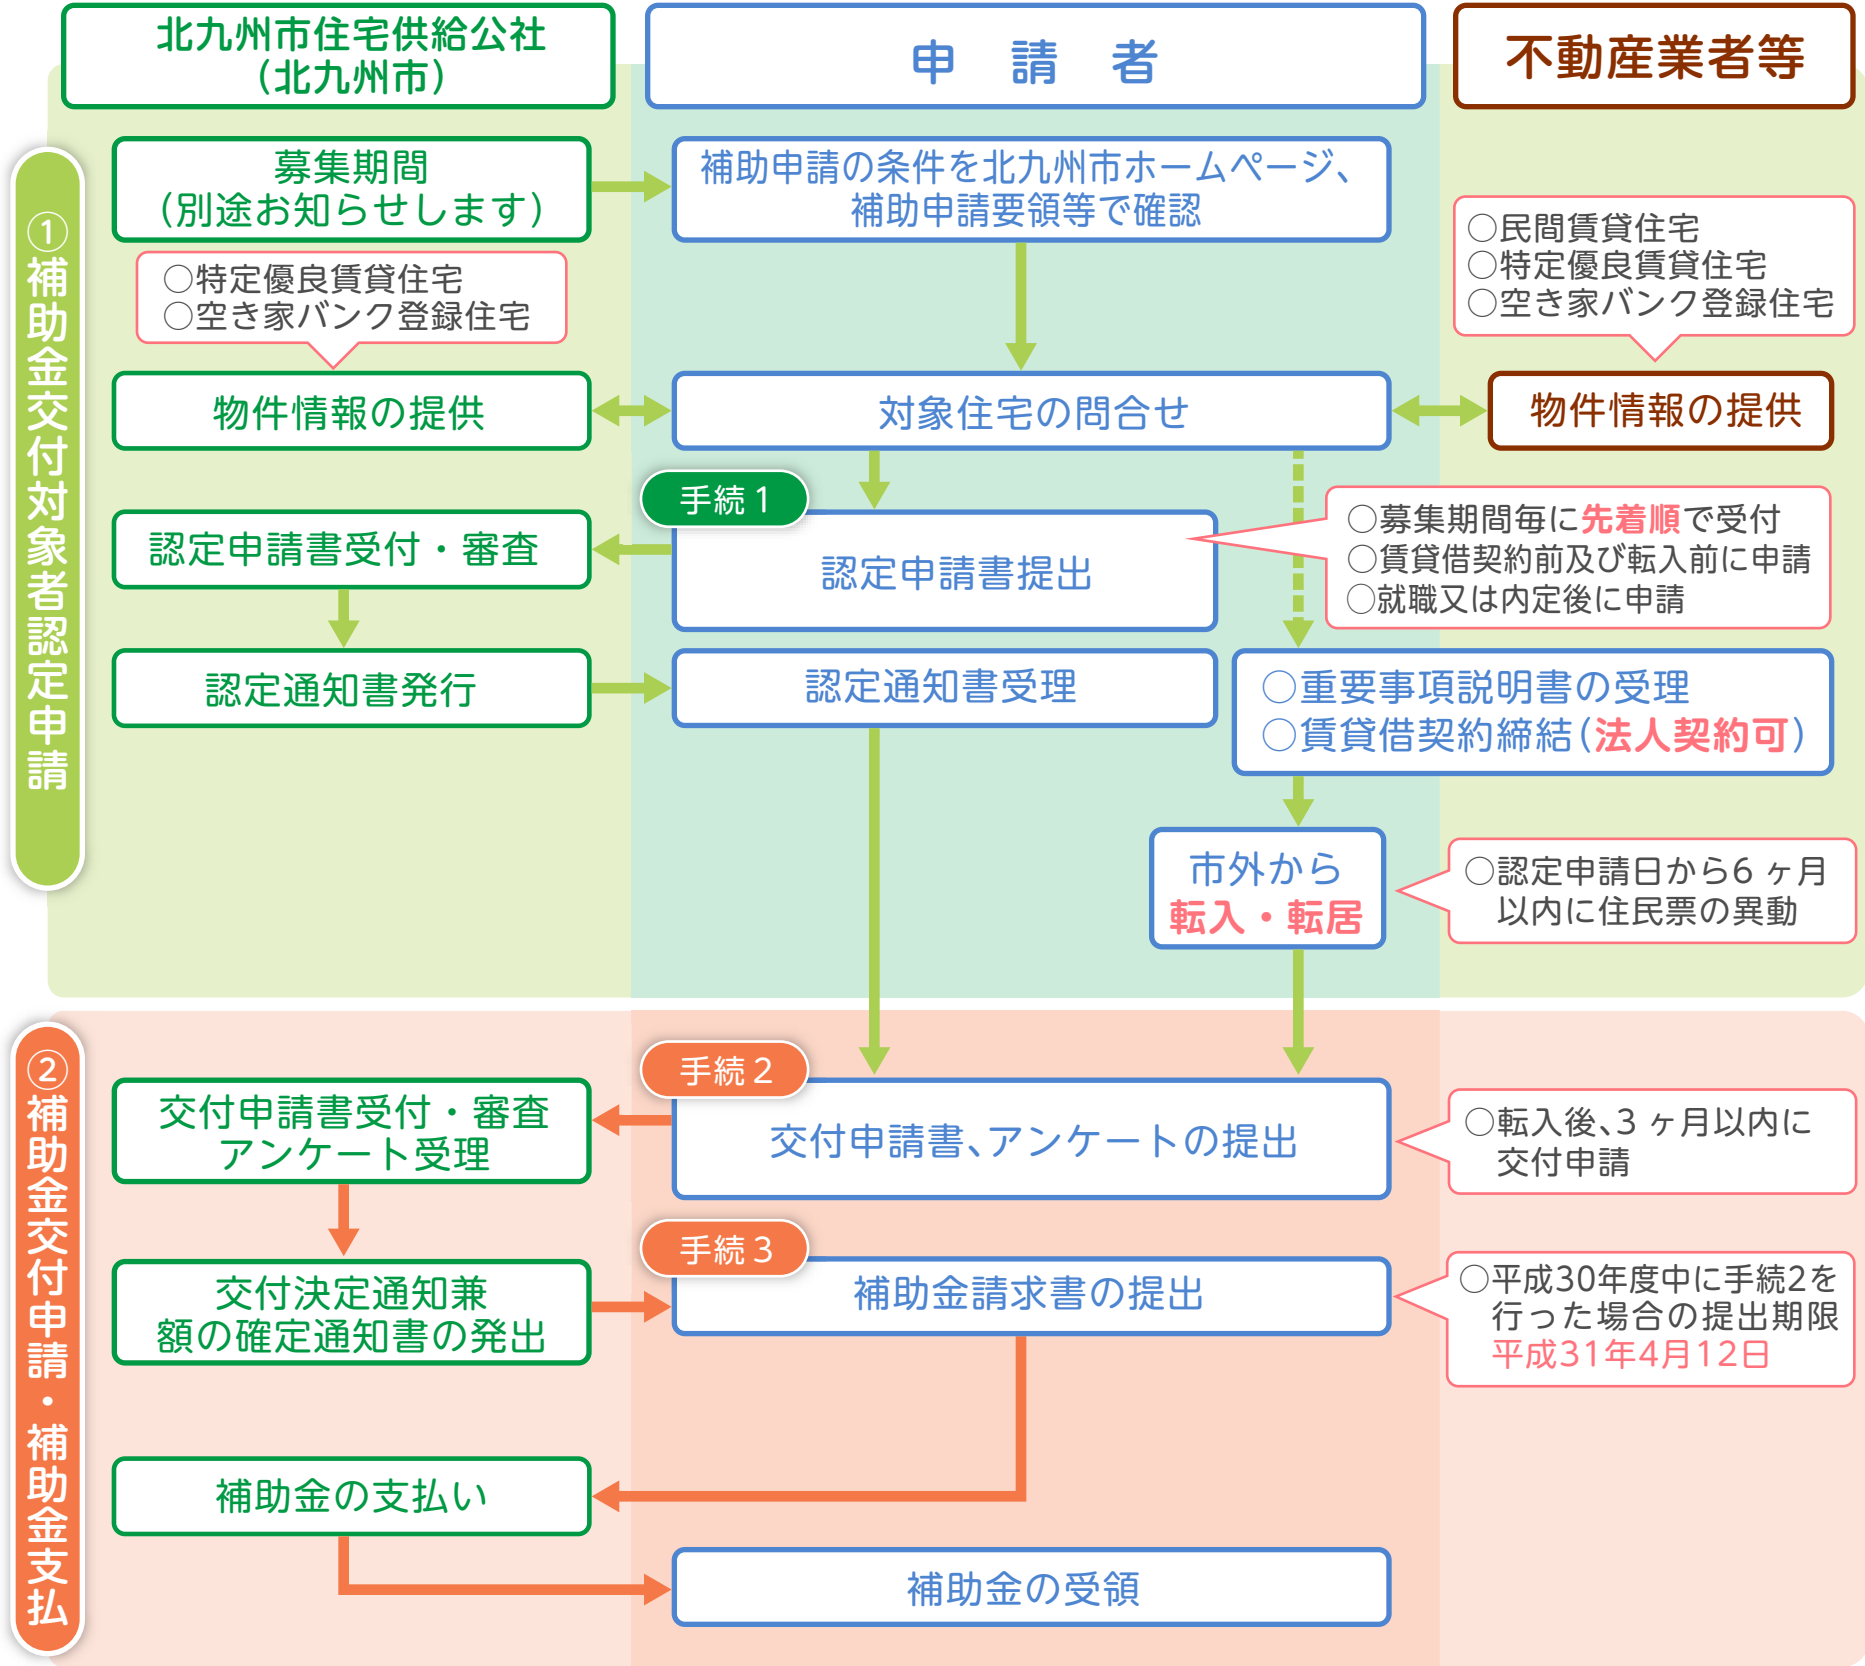 北九州市住宅供給公社
（北九州市）
申 請 者
不動産業者等
①補助金交付対象者認定申請
募集期間
（別途お知らせします）
補助申請の条件を北九州市ホームページ、
補助申請要領等で確認
○特定優良賃貸住宅
○空き家バンク登録住宅
○民間賃貸住宅
○特定優良賃貸住宅
○空き家バンク登録住宅
物件情報の提供
対象住宅の問合せ
物件情報の提供
手続1
認定申請書受付・審査
認定申請書提出
○募集期間毎に先着順で受付
○賃貸借契約前及び転入前に申請
○就職又は内定後に申請
認定通知書発行
認定通知書受理
○重要事項説明書の受理
○賃貸借契約締結（法人契約可）
市外から
転入・転居
○認定申請日から6ヶ月
以内に住民票の異動
②補助金交付申請・補助金支払
手続2
交付申請書受付・審査
アンケート受理
交付申請書、アンケートの提出
○転入後、3ヶ月以内に
交付申請
手続3
交付決定通知兼
額の確定通知書の発出
補助金請求書の提出
○平成30年度中に手続2を
行った場合の提出期限
平成31年4月12日
補助金の支払い
補助金の受領